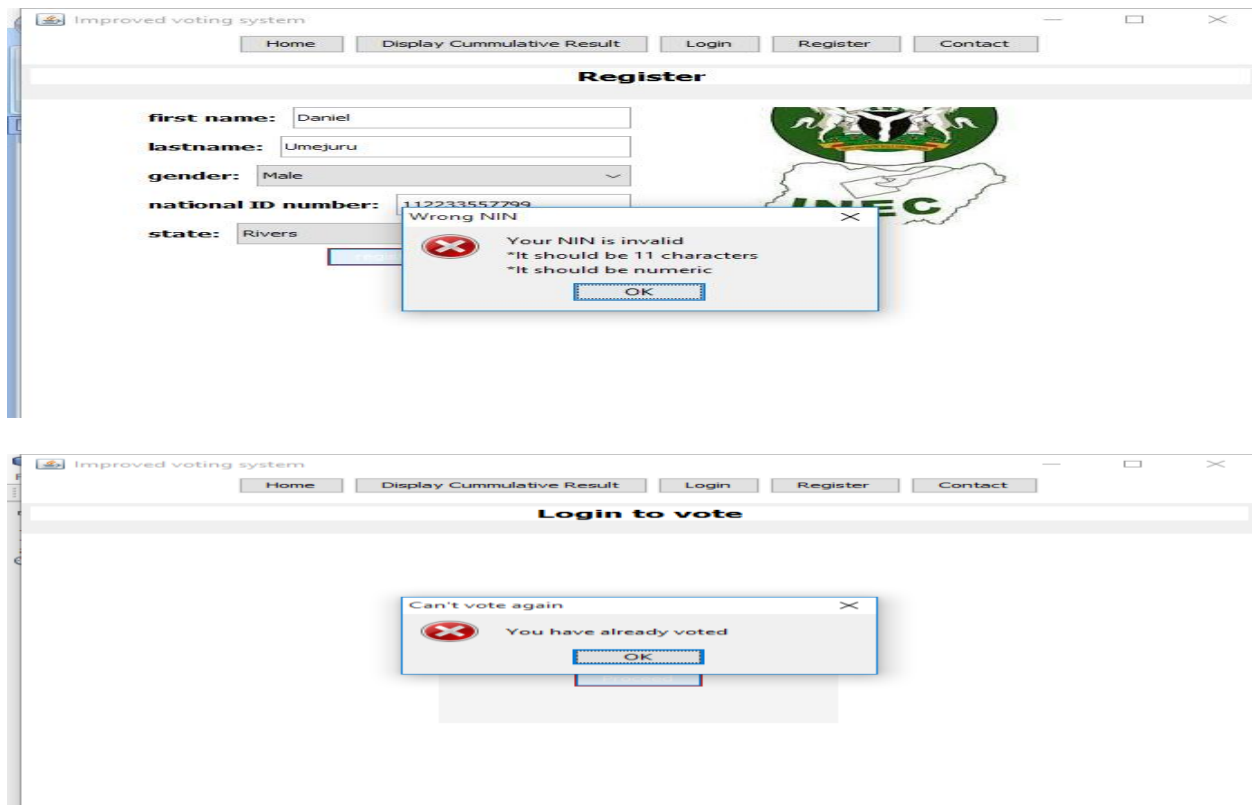 Improved voting system
Home Display Cummulative Result Login Register Contact
Register
first name: Daniel
lastname: Umejuru
gender: Male
national ID number: 112233557799
state: Rivers
INEC
Wrong NIN
Your NIN is invalid
*It should be 11 characters
*It should be numeric
OK
Improved voting system
Home Display Cummulative Result Login Register Contact
Login to vote
Can't vote again
You have already voted
OK